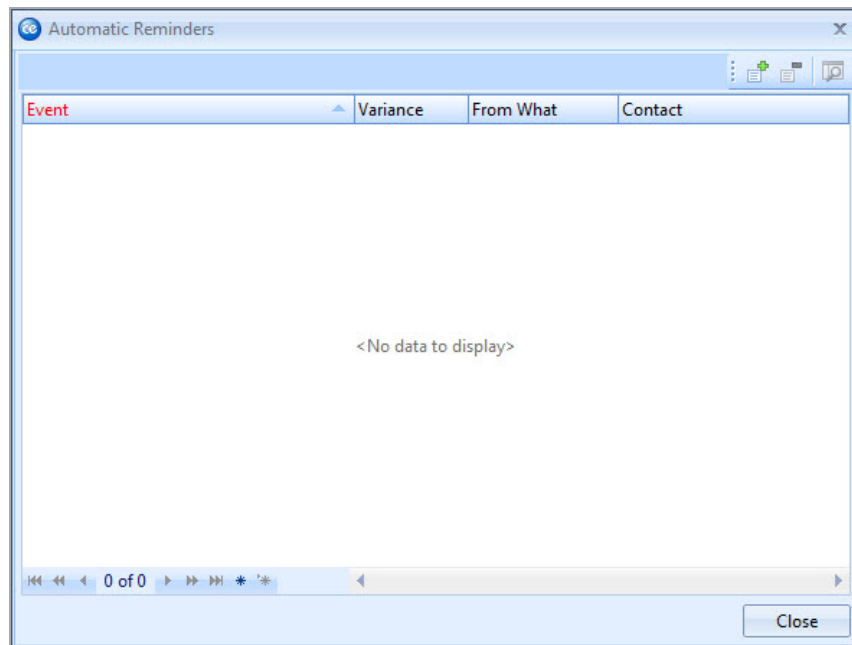 Automatic Reminders
Event Variance From What Contact
<No data to display>
0 of 0
Close